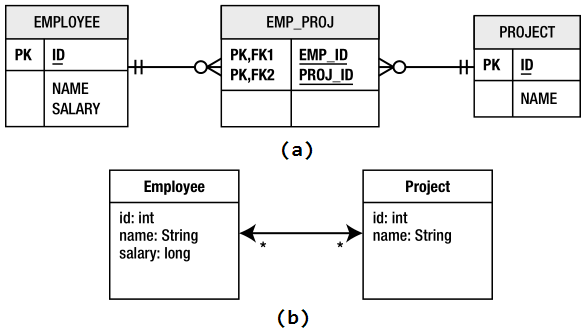 EMPLOYEE
PK ID
NAME
SALARY
EMP_PROJ
PK,FK1 EMP_ID
PK,FK2 PROJ_ID
PROJECT
PK ID
NAME
(a)
Employee
id: int
name: String
salary: long
* *
Project
id: int
name: String
(b)